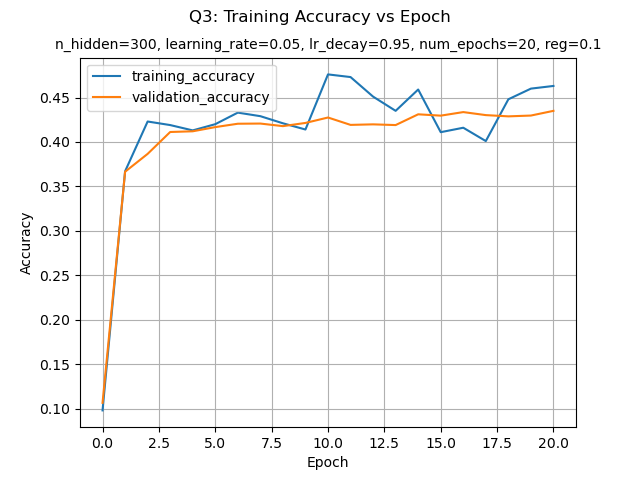 Q3: Training Accuracy vs Epoch
n_hidden=300, learning_rate=0.05, lr_decay=0.95, num_epochs=20, reg=0.1
training_accuracy
validation_accuracy
0.45
0.40
0.35
0.30
0.25
0.20
0.15
0.10
Accuracy
0.0 2.5 5.0 7.5 10.0 12.5 15.0 17.5 20.0
Epoch